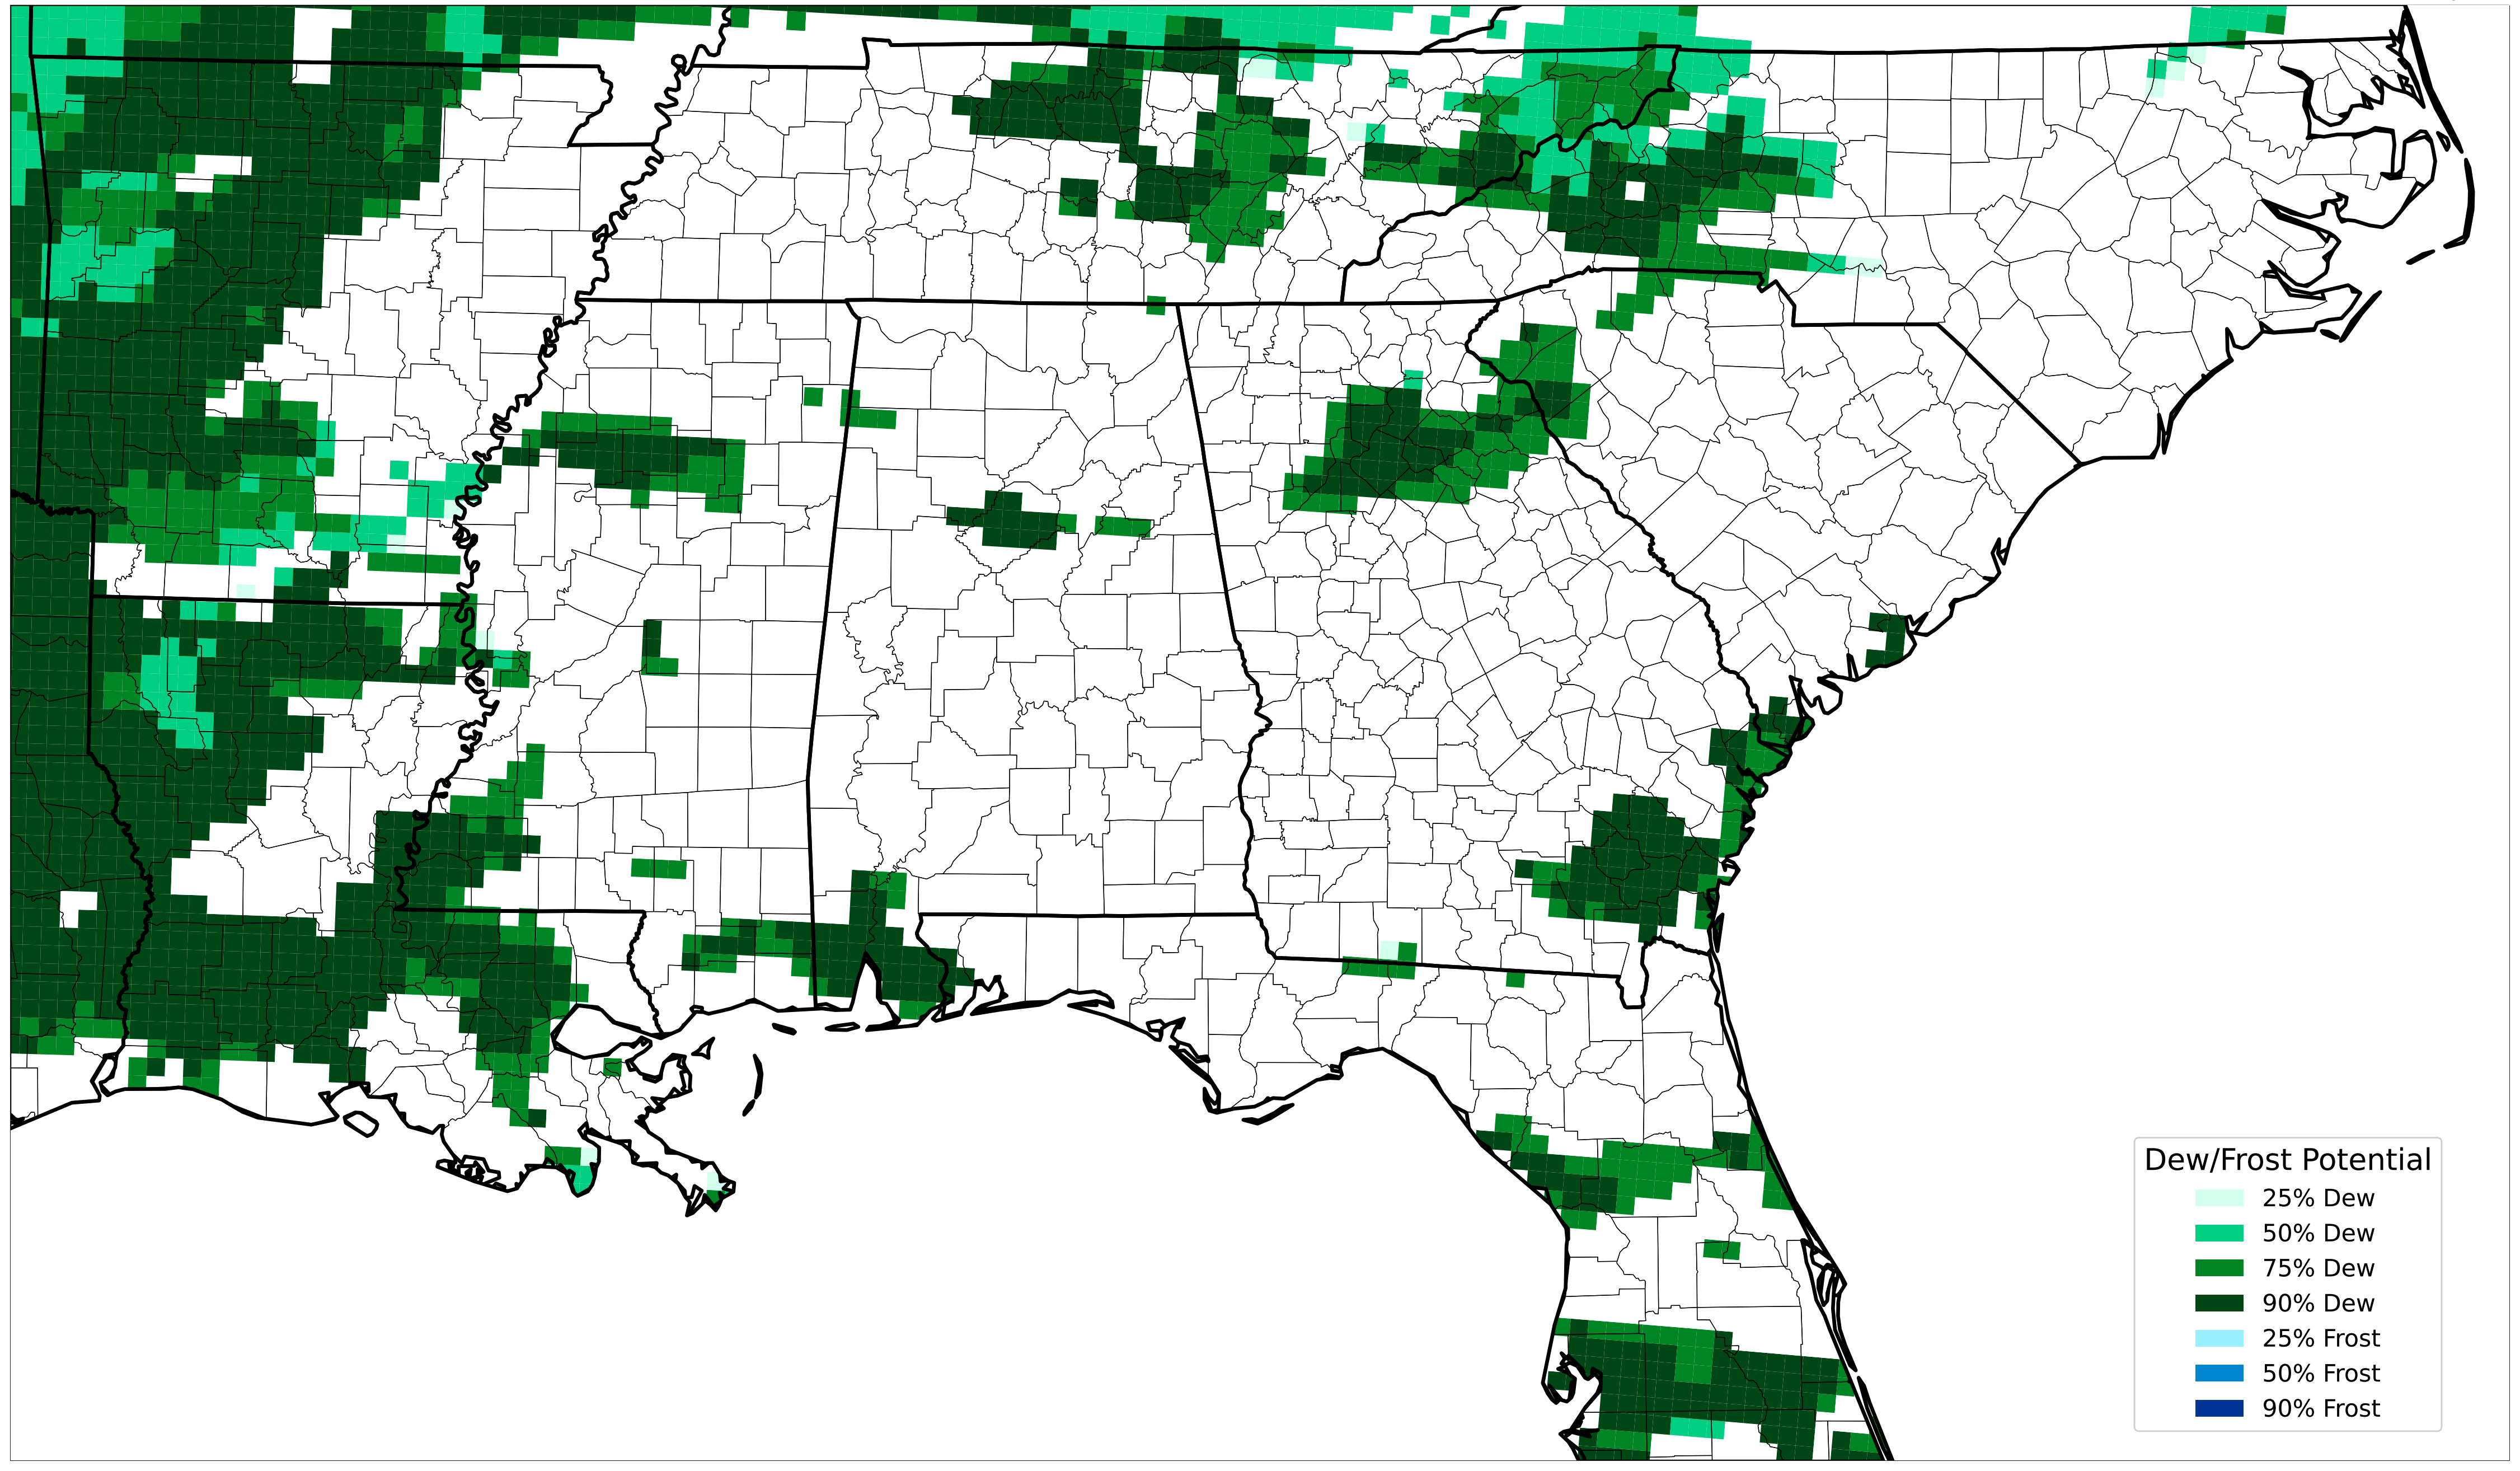 Dew/Frost Potential
25% Dew
50% Dew
75% Dew
90% Dew
25% Frost
50% Frost
90% Frost